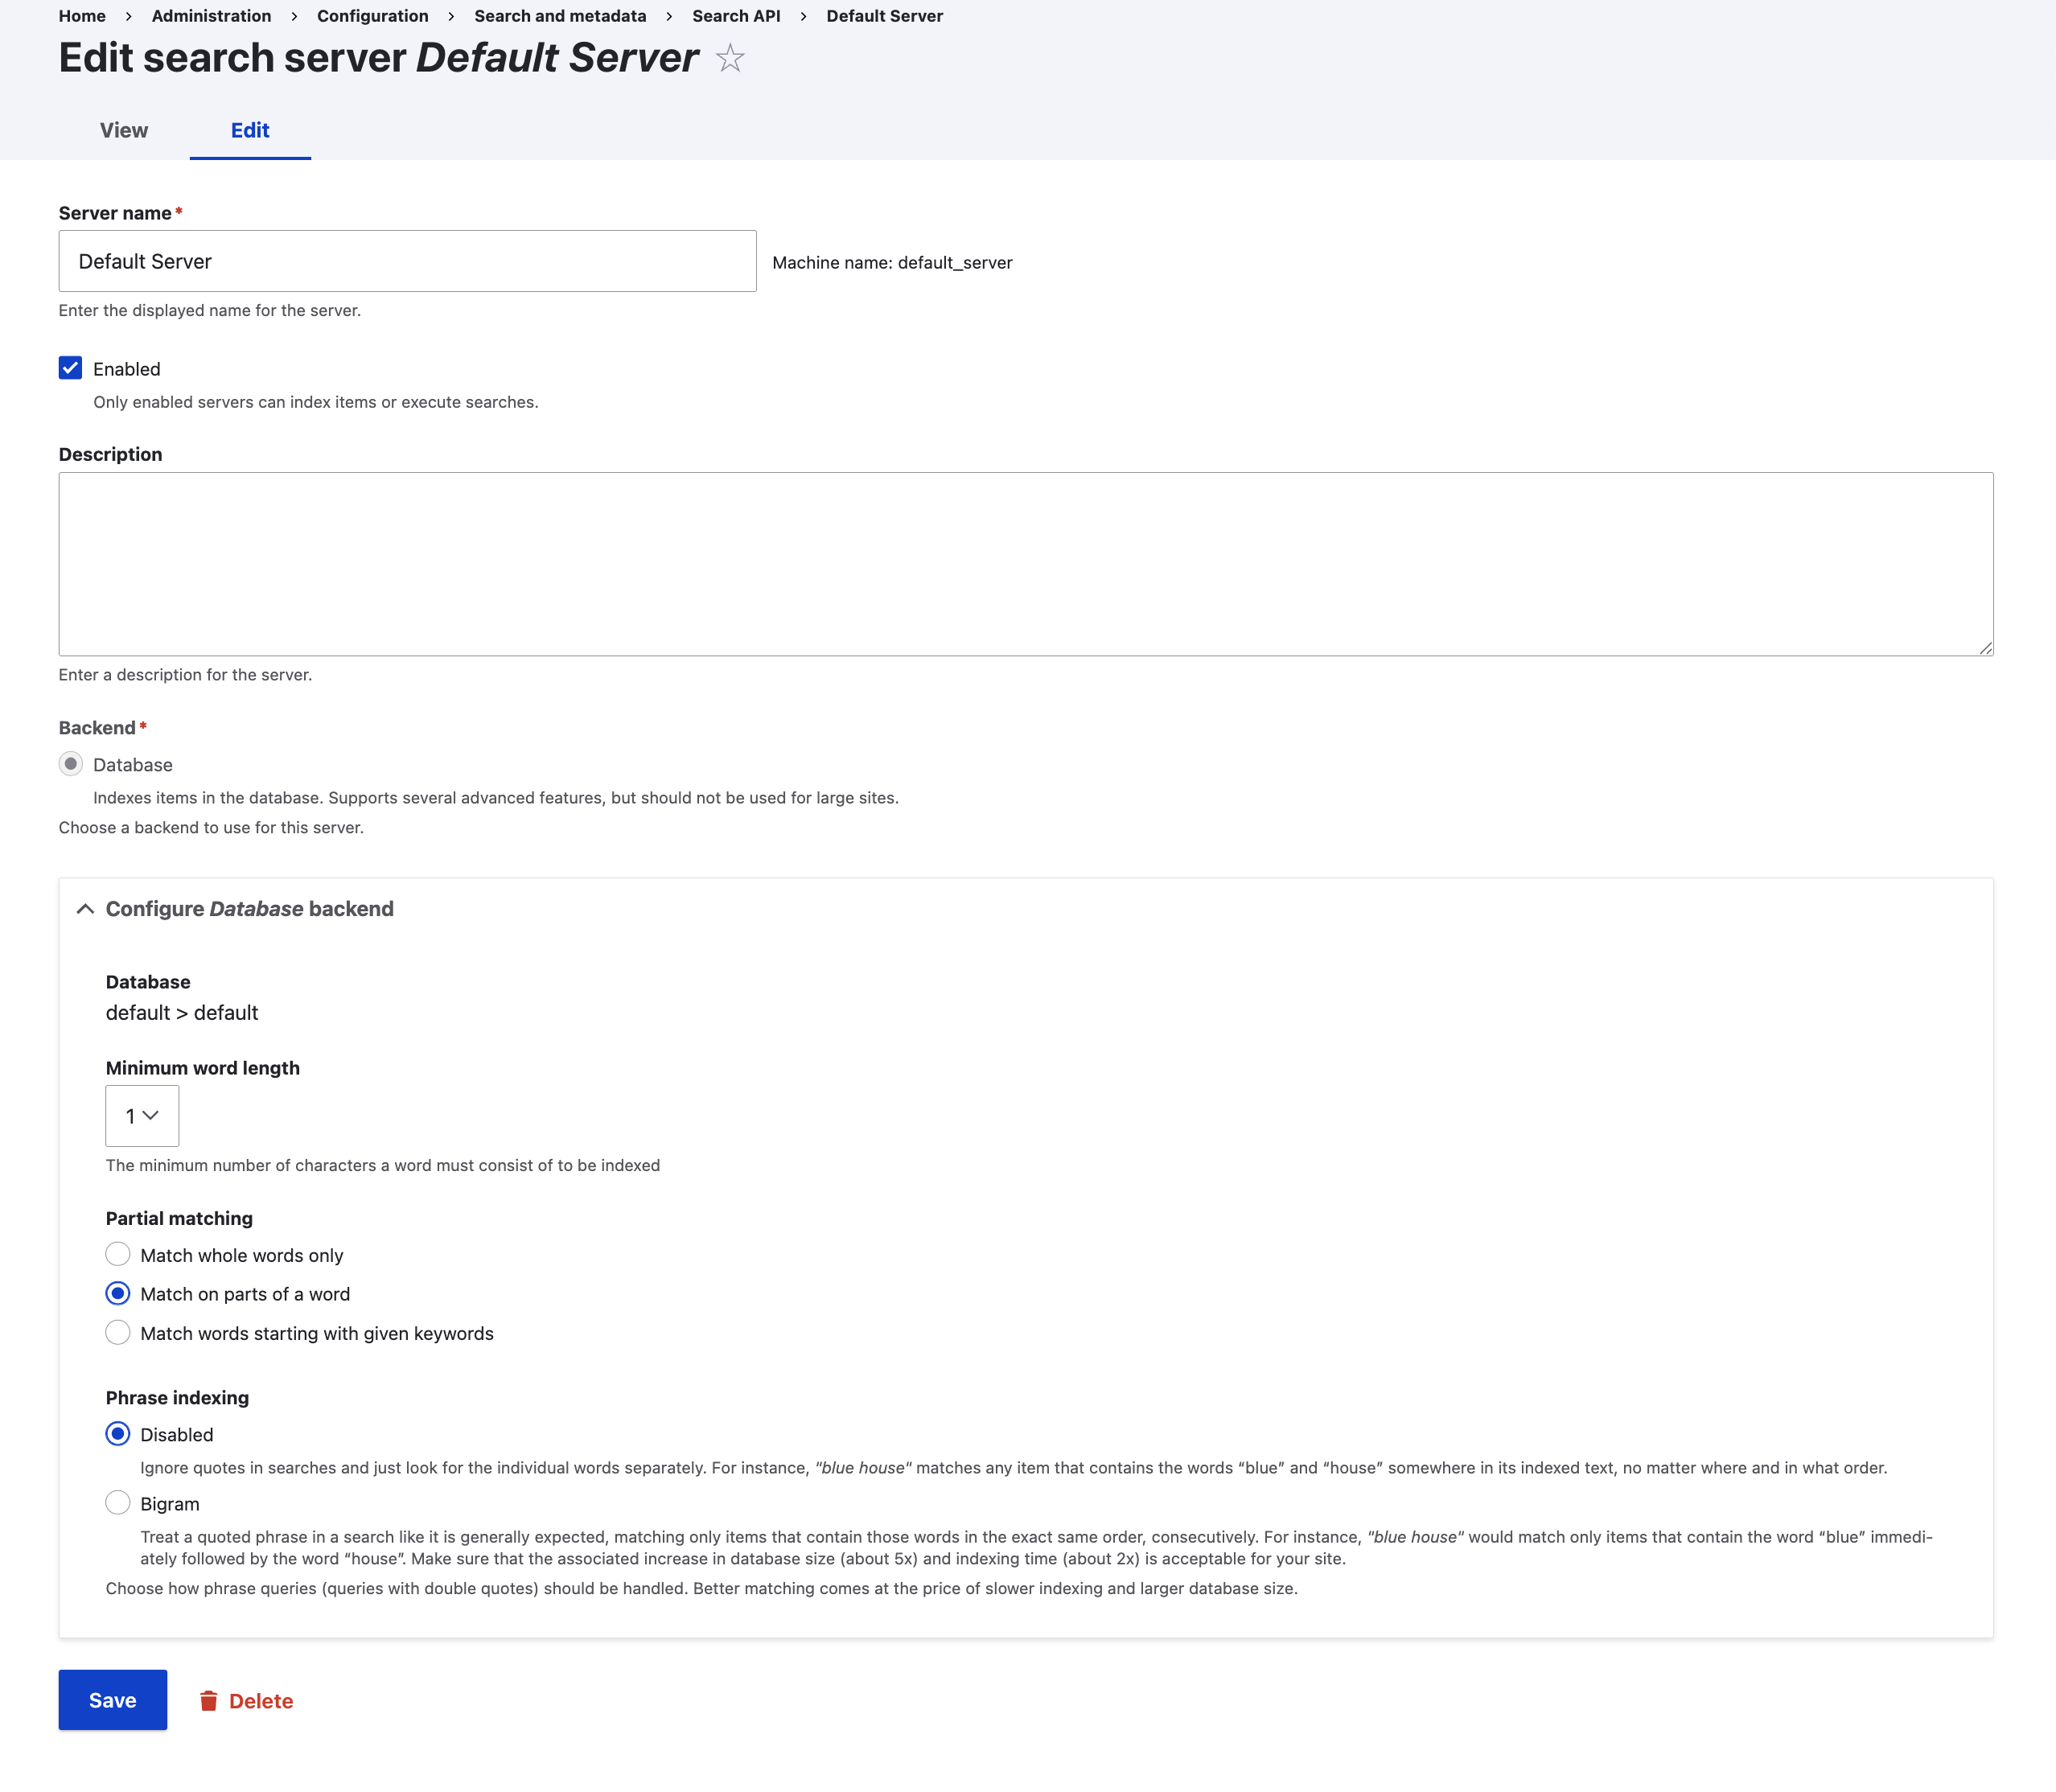 Home > Administration > Configuration > Search and metadata > Search API > Default Server
Edit search server Default Server
View Edit
Server name*
Default Server
Machine name: default_server
Enter the displayed name for the server.
Enabled
Only enabled servers can index items or execute searches.
Description
Enter a description for the server.
Backend*
Database
Indexes items in the database. Supports several advanced features, but should not be used for large sites.
Choose a backend to use for this server.
Configure Database backend
Database
default > default
Minimum word length
1
The minimum number of characters a word must consist of to be indexed
Partial matching
Match whole words only
Match on parts of a word
Match words starting with given keywords
Phrase indexing
Disabled
Ignore quotes in searches and just look for the individual words separately. For instance, "blue house" matches any item that contains the words “blue” and “house” somewhere in its indexed text, no matter where and in what order.
Bigram
Treat a quoted phrase in a search like it is generally expected, matching only items that contain those words in the exact same order, consecutively. For instance, "blue house" would match only items that contain the word “blue” immedi-
ately followed by the word “house”. Make sure that the associated increase in database size (about 5x) and indexing time (about 2x) is acceptable for your site.
Choose how phrase queries (queries with double quotes) should be handled. Better matching comes at the price of slower indexing and larger database size.
Save Delete